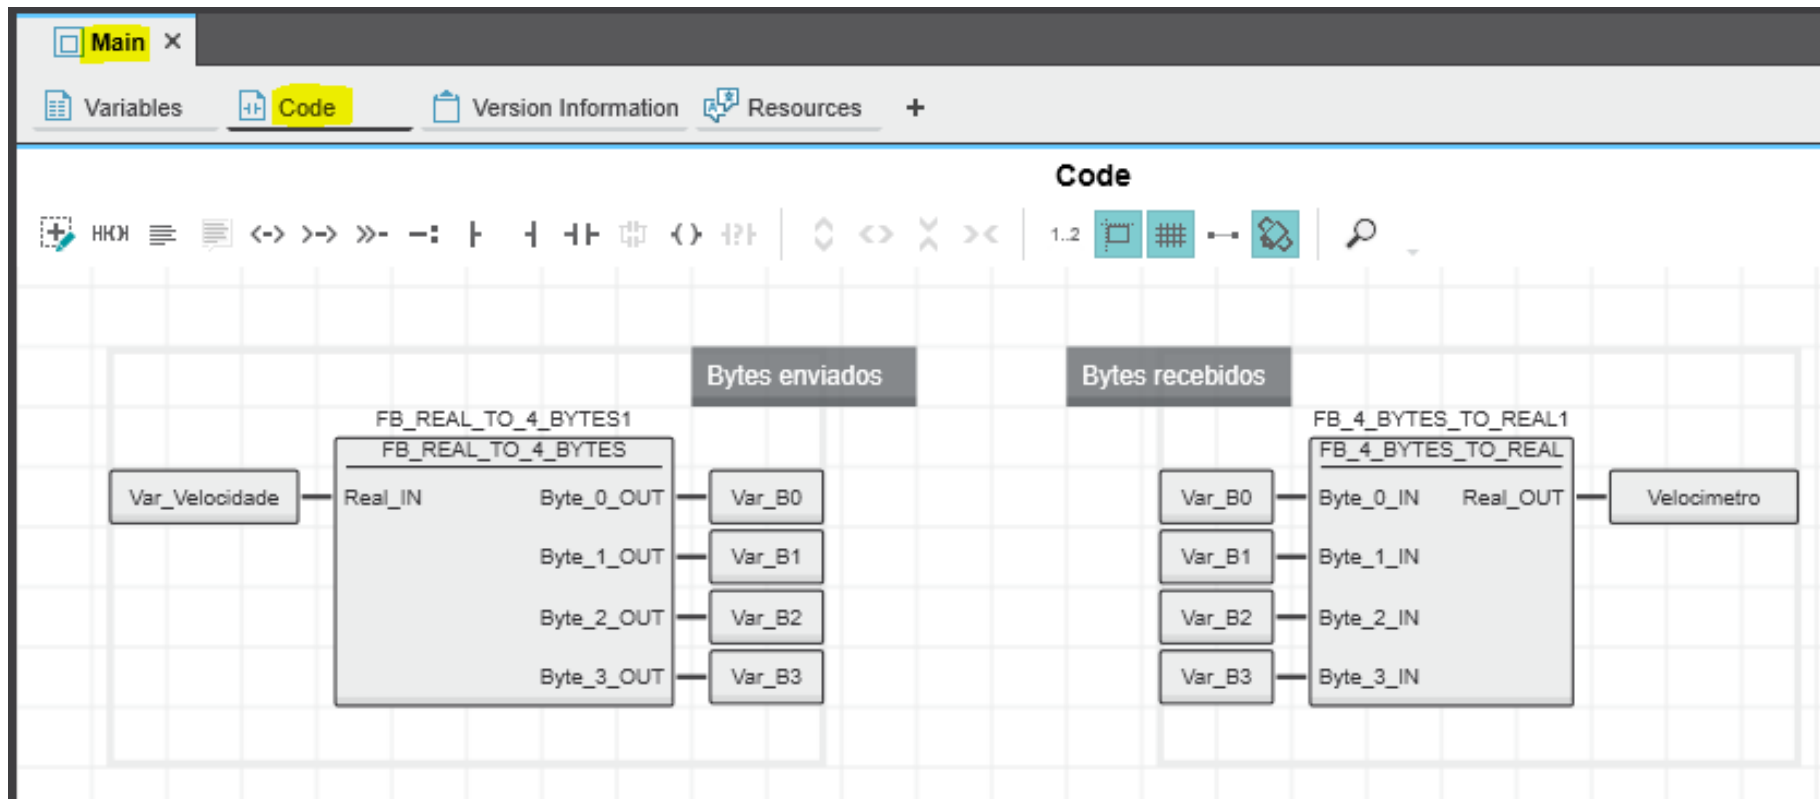 Main
Variables
Code
Version Information
Resources
Code
1..2
Bytes enviados
Bytes recebidos
FB_REAL_TO_4_BYTES1
FB_REAL_TO_4_BYTES
Var_Velocidade
Real_IN
Byte_0_OUT
Var_B0
Byte_1_OUT
Var_B1
Byte_2_OUT
Var_B2
Byte_3_OUT
Var_B3
FB_4_BYTES_TO_REAL1
FB_4_BYTES_TO_REAL
Var_B0
Byte_0_IN
Real_OUT
Velocimetro
Var_B1
Byte_1_IN
Var_B2
Byte_2_IN
Var_B3
Byte_3_IN